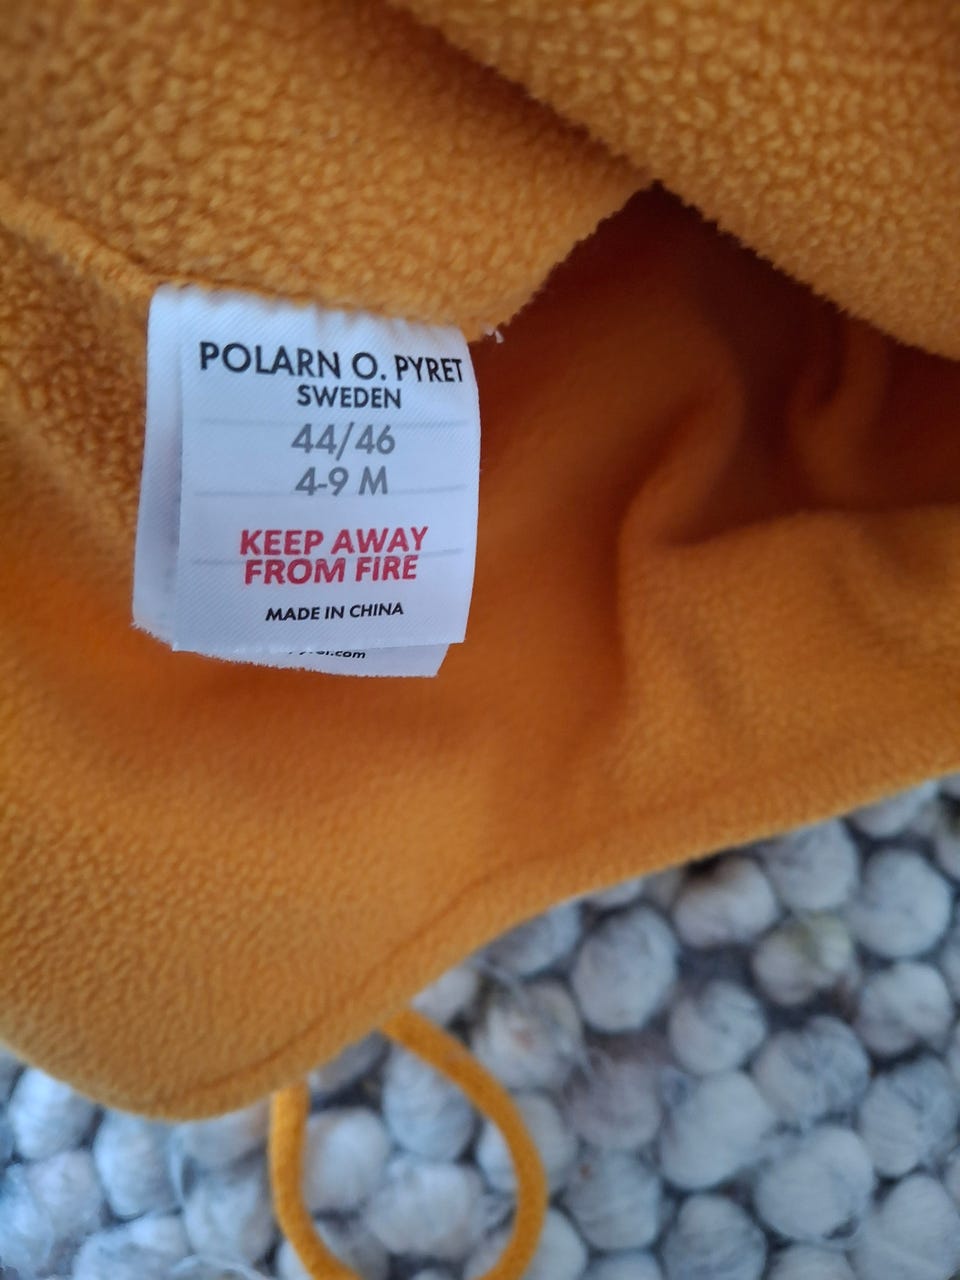 POLARN O. PYRET
SWEDEN
44/46
4-9 M
KEEP AWAY
FROM FIRE
MADE IN CHINA